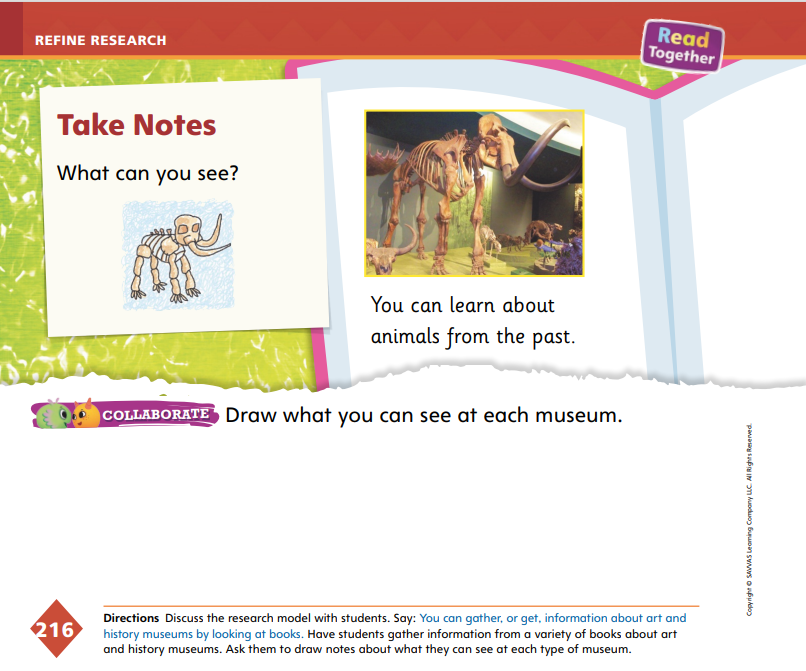 REFINE RESEARCH
Read
Together
Take Notes
What can you see?
You can learn about
animals from the past.
COLLABORATE Draw what you can see at each museum.
Copyright © SAVVAS Learning Company LLC. All Rights Reserved.
216
Directions Discuss the research model with students. Say: You can gather, or get, information about art and
history museums by looking at books. Have students gather information from a variety of books about art
and history museums. Ask them to draw notes about what they can see at each type of museum.